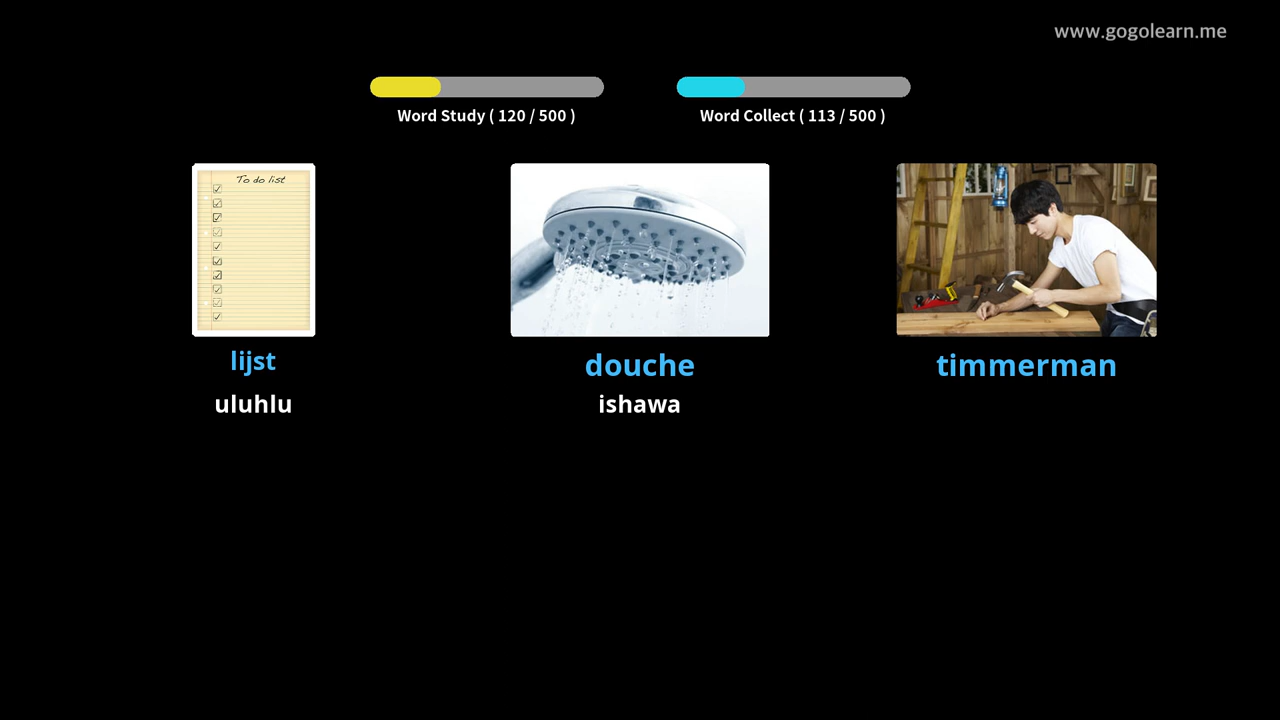 www.gogolearn.me
Word Study ( 120 / 500 )
Word Collect ( 113 / 500 )
To do list
lijst
douche
timmerman
uluhlu
ishawa